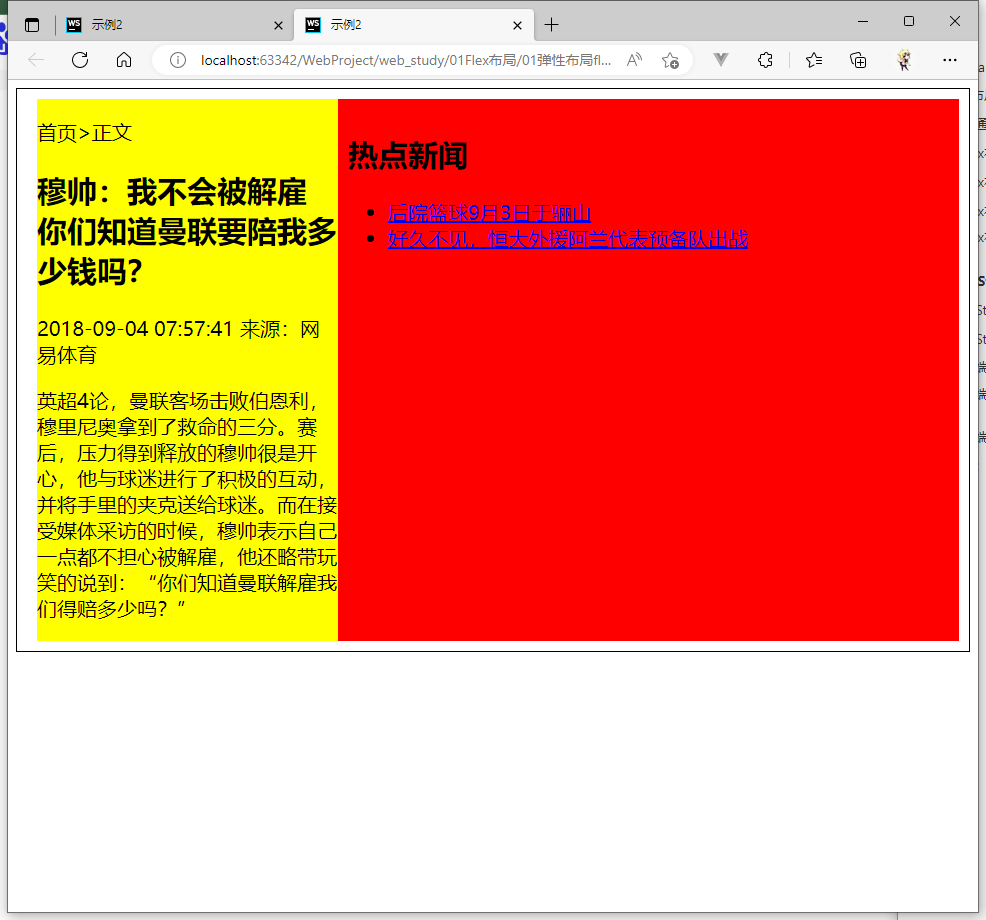 示例2
示例2
localhost:63342/WebProject/web_study/01Flex布局/01弹性布局fl...
首页>正文
穆帅：我不会被解雇
你们知道曼联要陪我多
少钱吗？
2018-09-04 07:57:41 来源：网
易体育
英超4论，曼联客场击败伯恩利，
穆里尼奥拿到了救命的三分。赛
后，压力得到释放的穆帅很是开
心，他与球迷进行了积极的互动，
并将手里的夹克送给球迷。而在接
受媒体采访的时候，穆帅表示自己
一点都不担心被解雇，他还略带玩
笑的说到：“你们知道曼联解雇我
们得赔多少吗？”
热点新闻
后院篮球9月3日于骊山
好久不见，恒大外援阿兰代表预备队出战